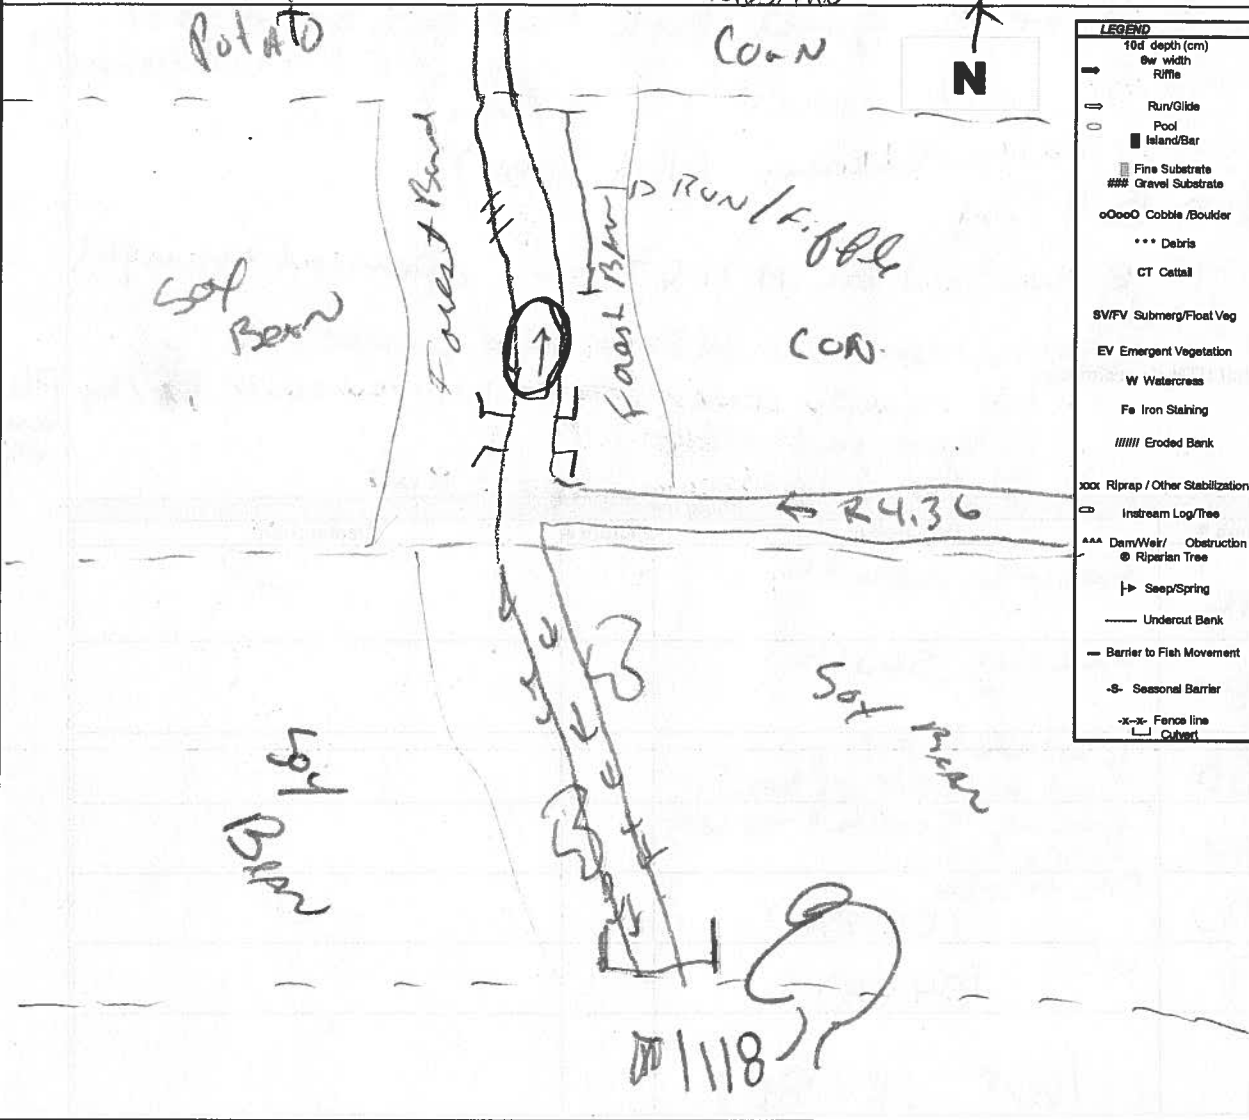 Potato
Corn
N
Forest Band
Soy
Bean
Run/Riffle
Forest Band
Corn
← R4.36
Soy Bean
Soy
Bean
1118
LEGEND
10d depth (cm)
6w width
Riffle
Run/Glide
Pool
Island/Bar
Fine Substrate
### Gravel Substrate
oOooO Cobble /Boulder
*** Debris
CT Cattail
SV/FV Submerg/Float Veg
EV Emergent Vegetation
W Watercress
Fe Iron Staining
/////// Eroded Bank
xxx Riprap / Other Stabilization
Instream Log/Tree
^^^ Dam/Weir/ Obstruction
Riparian Tree
Seep/Spring
Undercut Bank
Barrier to Fish Movement
-S- Seasonal Barrier
-x--x- Fence line
Culvert